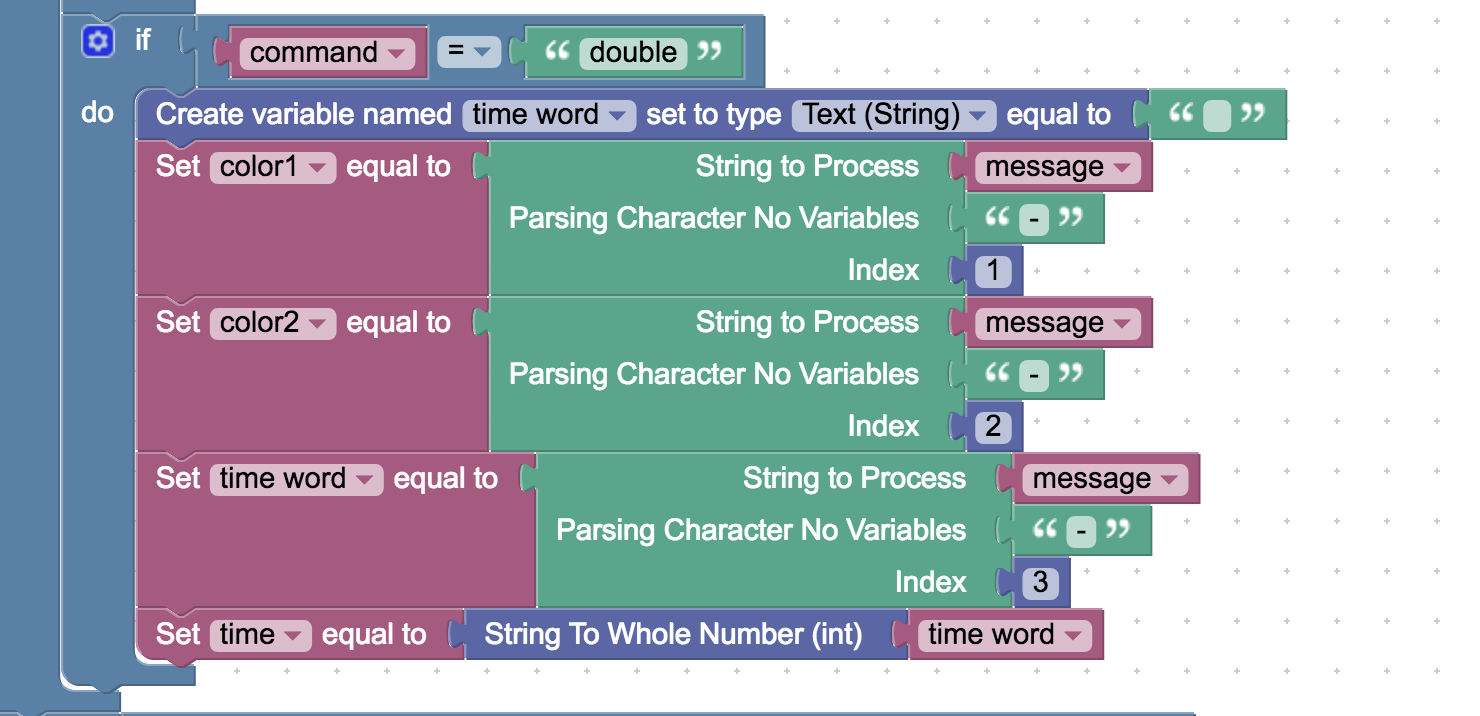 if command = “ double ”
do Create variable named time word set to type Text (String) equal to “ ”
Set color1 equal to String to Process message
Parsing Character No Variables “ - ”
Index 1
Set color2 equal to String to Process message
Parsing Character No Variables “ - ”
Index 2
Set time word equal to String to Process message
Parsing Character No Variables “ - ”
Index 3
Set time equal to String To Whole Number (int) time word